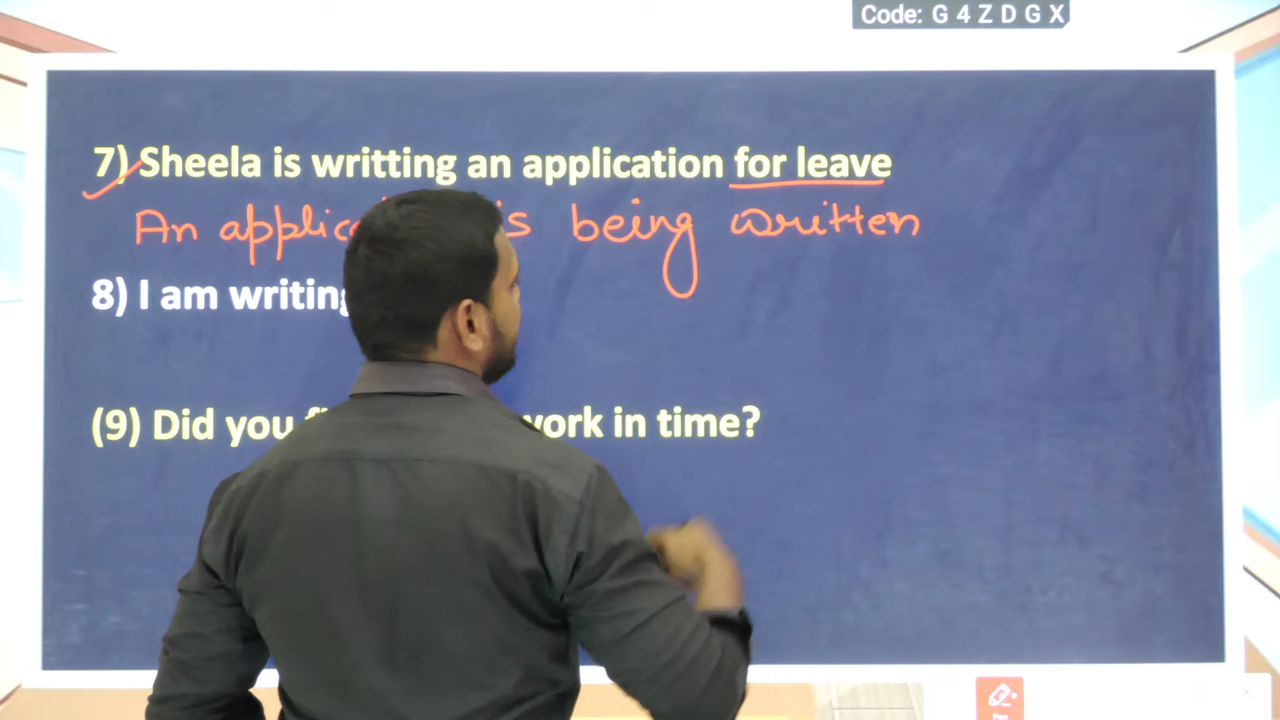 Code: G 4 Z D G X
7) Sheela is writting an application for leave
An is being written
8) I am writing
(9) Did you work in time?